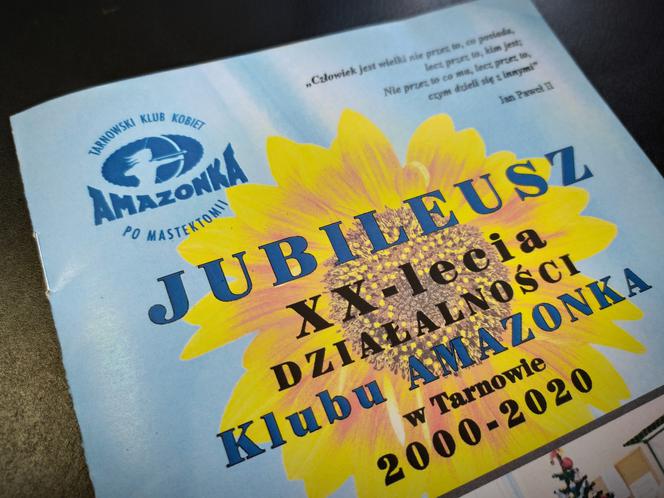 „Człowiek jest wielki nie przez to, co posiada,
lecz przez to, kim jest;
Nie przez to co ma, lecz przez to,
czym dzieli się z innymi"
Jan Paweł II
TARNOWSKI KLUB KOBIET
AMAZONKA
PO MASTEKTOMII
JUBILEUSZ
XX-lecia
DZIAŁALNOŚCI
Klubu AMAZONKA
w Tarnowie
2000-2020